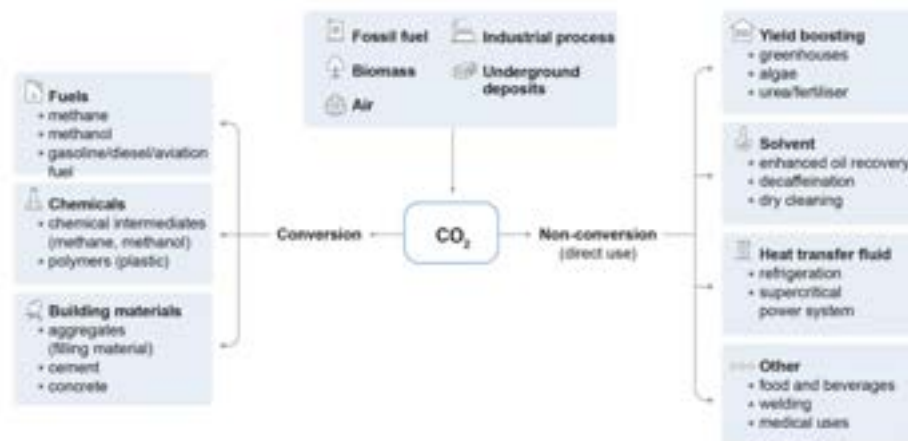 Fossil fuel
Industrial process
Biomass
Underground
deposits
Air
Fuels
• methane
• methanol
• gasoline/diesel/aviation
fuel
Chemicals
• chemical intermediates
(methane, methanol)
• polymers (plastic)
Building materials
• aggregates
(filling material)
• cement
• concrete
Conversion
CO₂
Non-conversion
(direct use)
Yield boosting
• greenhouses
• algae
• urea/fertiliser
Solvent
• enhanced oil recovery
• decaffeination
• dry cleaning
Heat transfer fluid
• refrigeration
• supercritical
power system
Other
• food and beverages
• welding
• medical uses